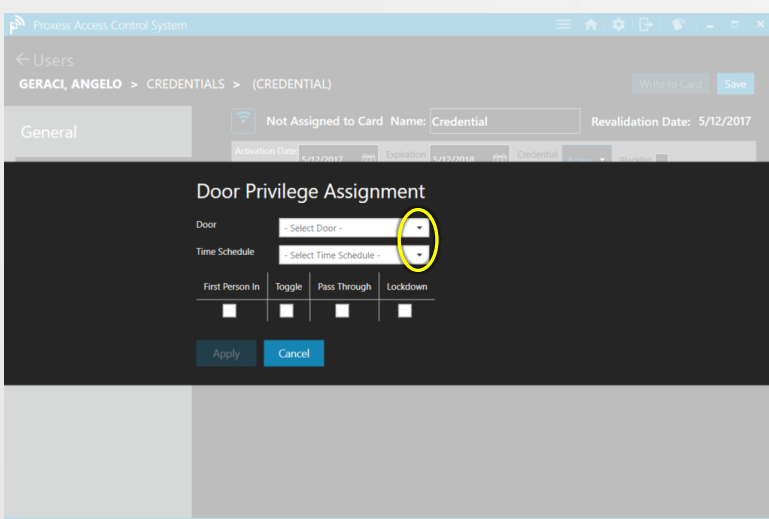 Proxess Access Control System
Users
GERACI, ANGELO > CREDENTIALS > (CREDENTIAL)
Write to Card Save
General
Not Assigned to Card Name: Credential Revalidation Date: 5/12/2017
Activation Date: 5/12/2017 Expiration 5/12/2018 Credential Active
Door Privilege Assignment
Door - Select Door -
Time Schedule - Select Time Schedule -
First Person In Toggle Pass Through Lockdown
Apply Cancel